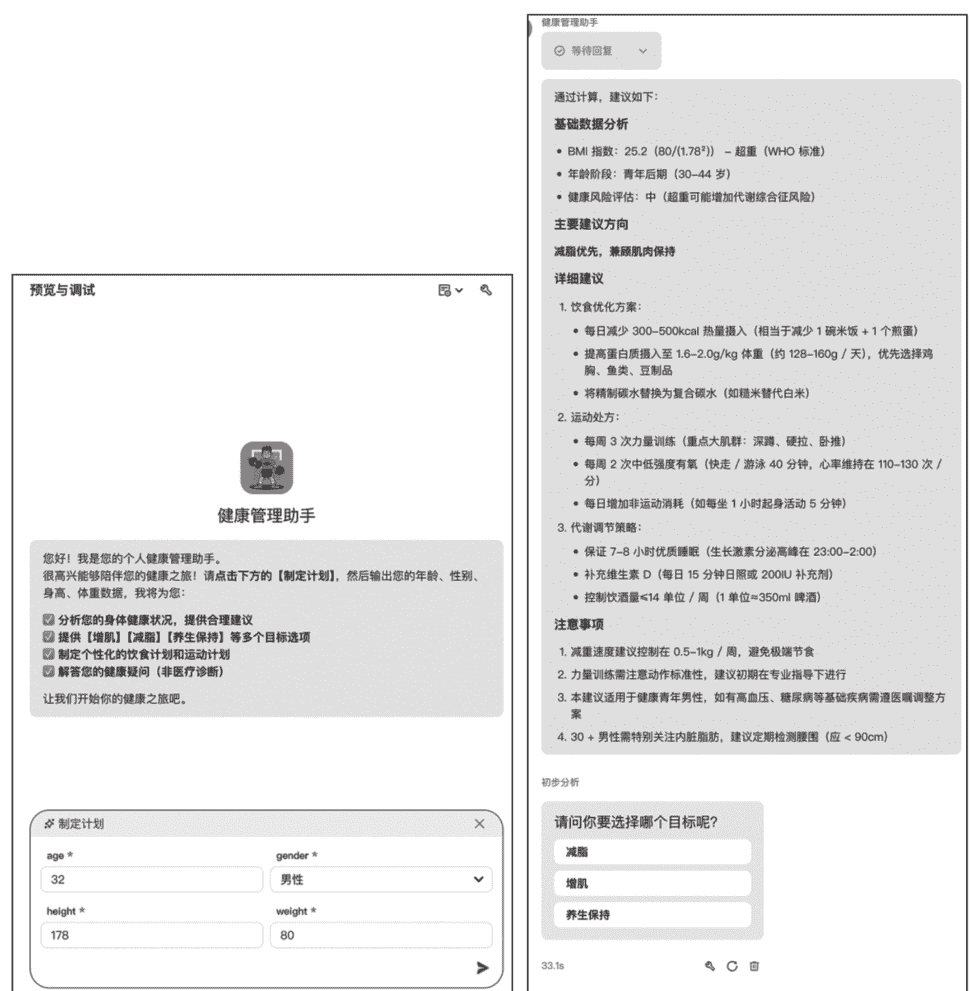 预览与调试
健康管理助手
您好！我是您的个人健康管理助手。
很高兴能够陪伴您的健康之旅！请点击下方的【制定计划】，然后输出您的年龄、性别、
身高、体重数据，我将为您：
☑ 分析您的身体健康状况，提供合理建议
☑ 提供【增肌】【减脂】【养生保持】等多个目标选项
☑ 制定个性化的饮食计划和运动计划
☑ 解答您的健康疑问（非医疗诊断）
让我们开始你的健康之旅吧。
制定计划
age * gender *
32 男性
height * weight *
178 80
健康管理助手
等待回复
通过计算，建议如下：
基础数据分析
• BMI 指数：25.2（80/(1.78²)） – 超重（WHO 标准）
• 年龄阶段：青年后期（30–44 岁）
• 健康风险评估：中（超重可能增加代谢综合征风险）
主要建议方向
减脂优先，兼顾肌肉保持
详细建议
1. 饮食优化方案：
• 每日减少 300–500kcal 热量摄入（相当于减少 1 碗米饭 + 1 个煎蛋）
• 提高蛋白质摄入至 1.6–2.0g/kg 体重（约 128–160g / 天），优先选择鸡
胸、鱼类、豆制品
• 将精制碳水替换为复合碳水（如糙米替代白米）
2. 运动处方：
• 每周 3 次力量训练（重点大肌群：深蹲、硬拉、卧推）
• 每周 2 次中低强度有氧（快走 / 游泳 40 分钟，心率维持在 110–130 次 /
分）
• 每日增加非运动消耗（如每坐 1 小时起身活动 5 分钟）
3. 代谢调节策略：
• 保证 7–8 小时优质睡眠（生长激素分泌高峰在 23:00–2:00）
• 补充维生素 D（每日 15 分钟日照或 200IU 补充剂）
• 控制饮酒量≤14 单位 / 周（1 单位≈350ml 啤酒）
注意事项
1. 减重速度建议控制在 0.5–1kg / 周，避免极端节食
2. 力量训练需注意动作标准性，建议初期在专业指导下进行
3. 本建议适用于健康青年男性，如有高血压、糖尿病等基础疾病需遵医嘱调整方
案
4. 30 + 男性需特别关注内脏脂肪，建议定期检测腰围（应 < 90cm）
初步分析
请问你要选择哪个目标呢？
减脂
增肌
养生保持
33.1s